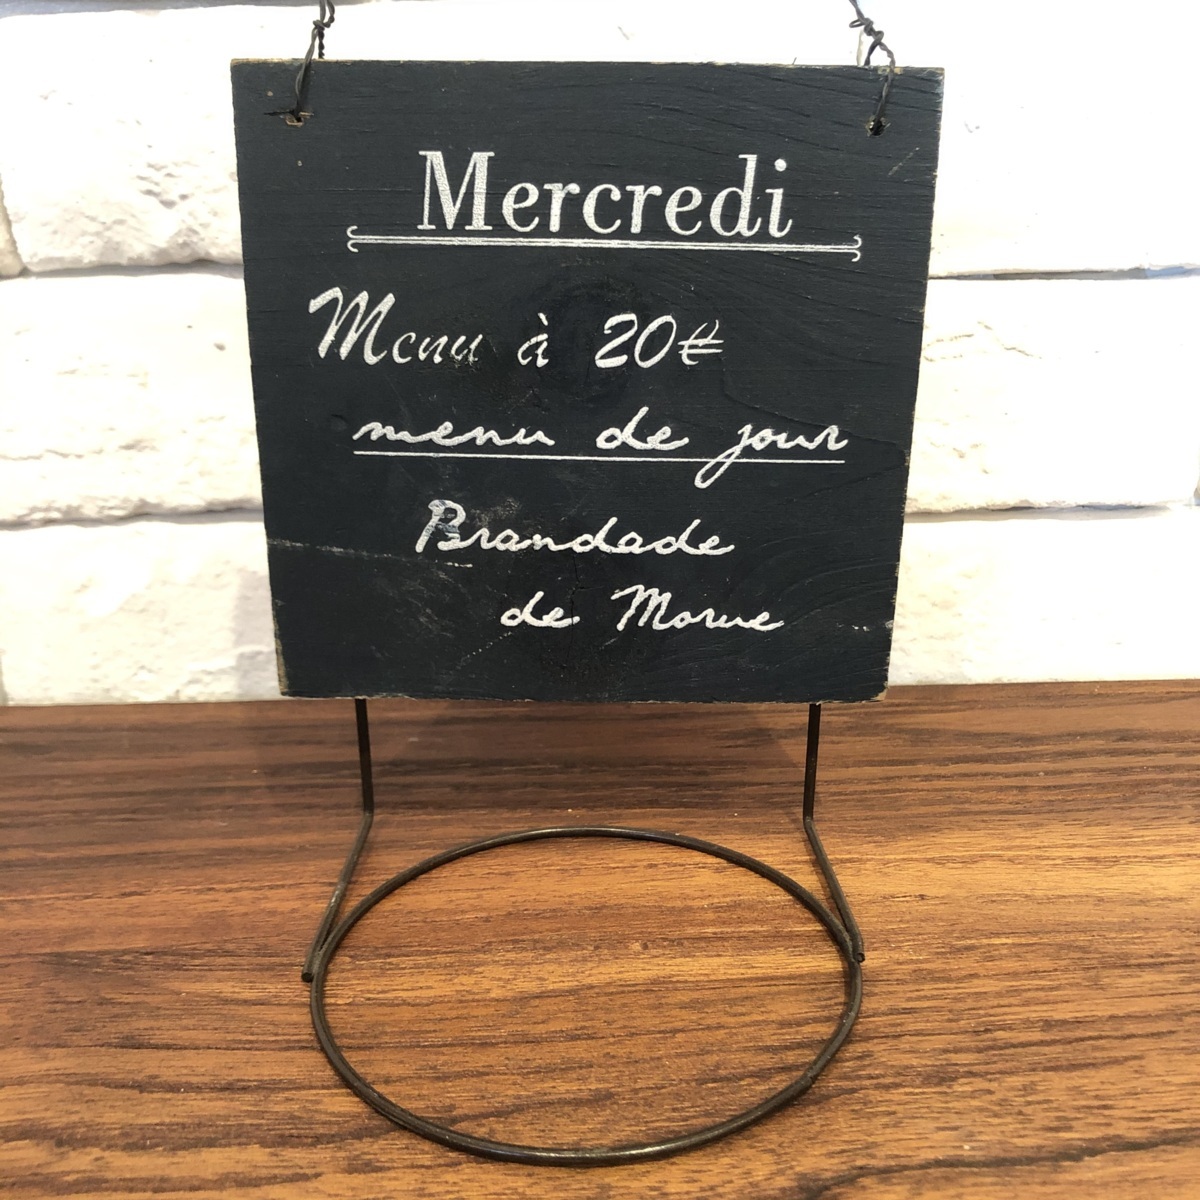 Mercredi
Menu à 20€
menu de jour
Brandade
de Morue